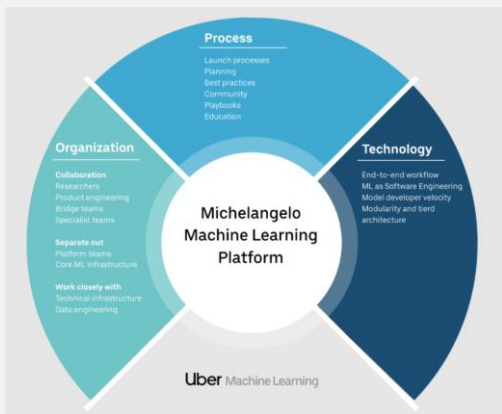 Process
Launch processes
Planning
Best practices
Community
Playbooks
Education
Organization
Collaboration
Researchers
Product engineering
Bridge teams
Specialist teams
Separate out
Platform teams
Core ML infrastructure
Work closely with
Technical infrastructure
Data engineering
Technology
End-to-end workflow
ML as Software Engineering
Model developer velocity
Modularity and tierd
architecture
Michelangelo
Machine Learning
Platform
Uber Machine Learning